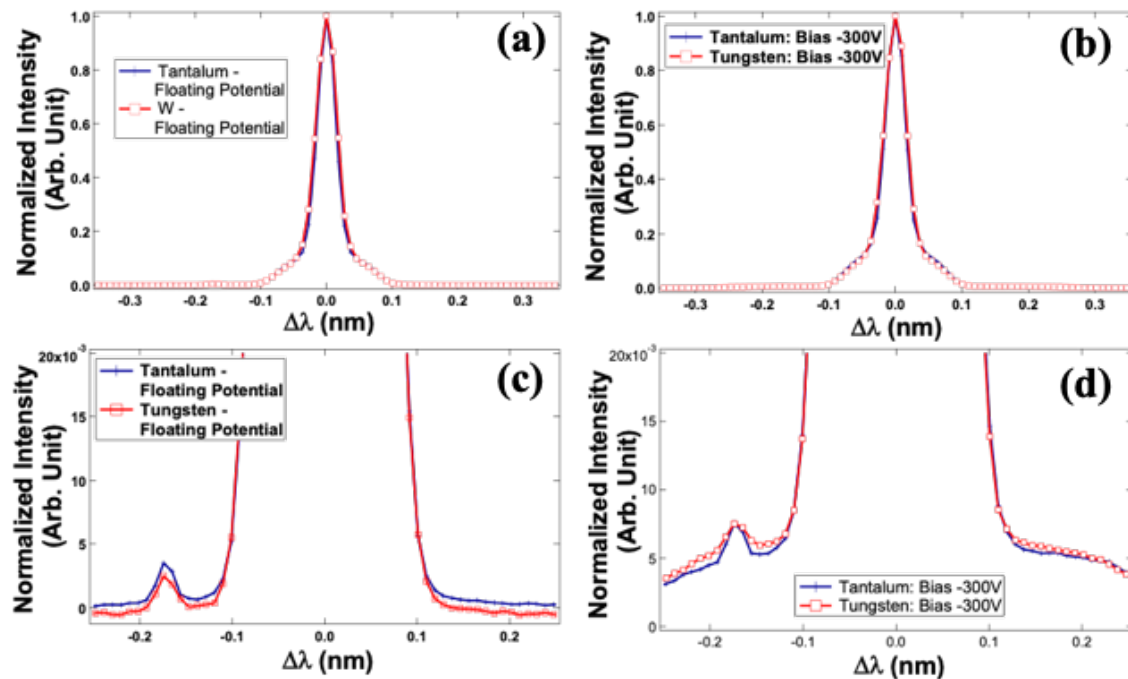 (a)
Normalized Intensity
(Arb. Unit)
1.0
0.8
0.6
0.4
0.2
0.0
Tantalum -
Floating Potential
W -
Floating Potential
-0.3
-0.2
-0.1
0.0
0.1
0.2
0.3
Δλ (nm)
(b)
Normalized Intensity
(Arb. Unit)
1.0
0.8
0.6
0.4
0.2
0.0
Tantalum: Bias -300V
Tungsten: Bias -300V
-0.3
-0.2
-0.1
0.0
0.1
0.2
0.3
Δλ (nm)
(c)
Normalized Intensity
(Arb. Unit)
20x10 -3
15
10
5
0
Tantalum -
Floating Potential
Tungsten -
Floating Potential
-0.2
-0.1
0.0
0.1
0.2
Δλ (nm)
(d)
Normalized Intensity
(Arb. Unit)
20x10 -3
15
10
5
0
Tantalum: Bias -300V
Tungsten: Bias -300V
-0.2
-0.1
0.0
0.1
0.2
Δλ (nm)